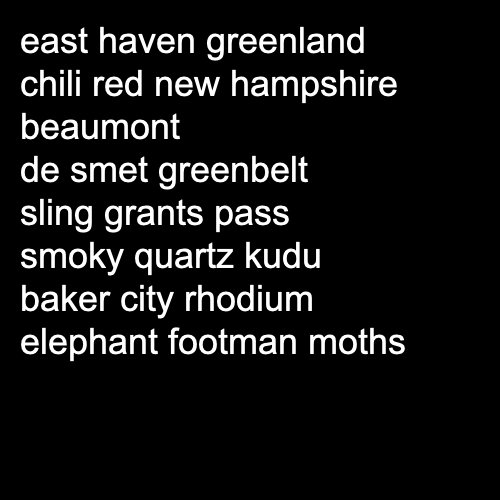 east haven greenland
chili red new hampshire
beaumont
de smet greenbelt
sling grants pass
smoky quartz kudu
baker city rhodium
elephant footman moths